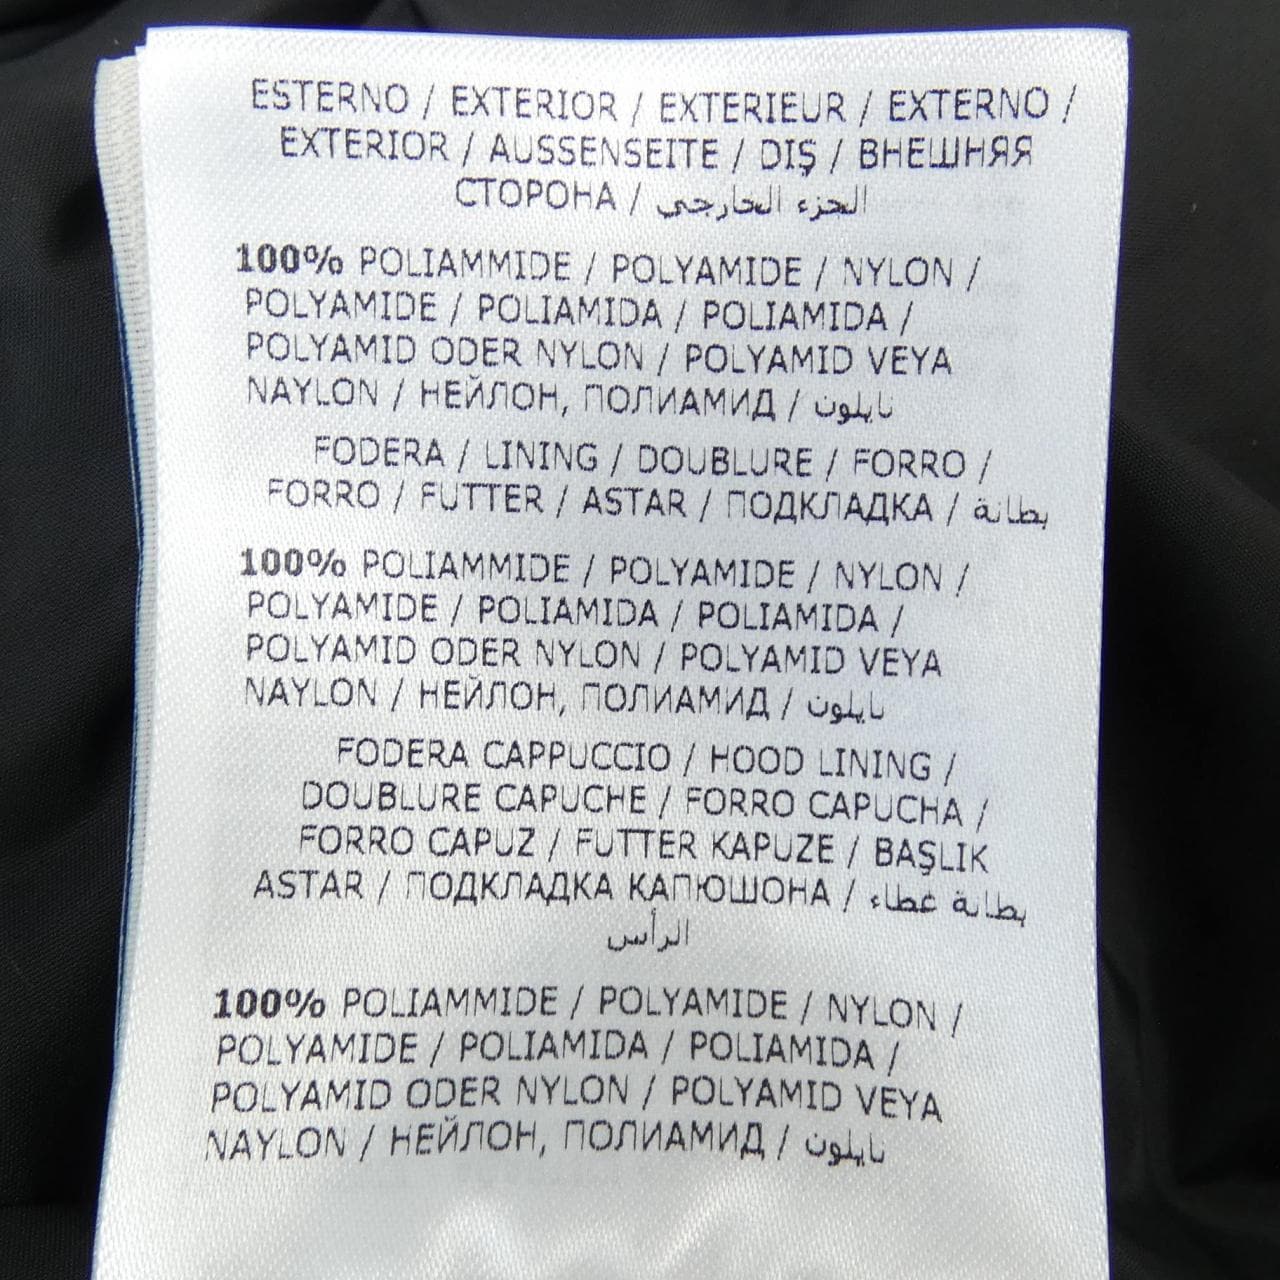 ESTERNO / EXTERIOR / EXTERIEUR / EXTERNO /
EXTERIOR / AUSSENSEITE / DIŞ / ВНЕШНЯЯ
СТОРОНА / الجزء الخارجي
100% POLIAMMIDE / POLYAMIDE / NYLON /
POLYAMIDE / POLIAMIDA / POLIAMIDA /
POLYAMID ODER NYLON / POLYAMID VEYA
NAYLON / НЕЙЛОН, ПОЛИАМИД / نايلون
FODERA / LINING / DOUBLURE / FORRO /
FORRO / FUTTER / ASTAR / ПОДКЛАДКА / بطانة
100% POLIAMMIDE / POLYAMIDE / NYLON /
POLYAMIDE / POLIAMIDA / POLIAMIDA /
POLYAMID ODER NYLON / POLYAMID VEYA
NAYLON / НЕЙЛОН, ПОЛИАМИД / نايلون
FODERA CAPPUCCIO / HOOD LINING /
DOUBLURE CAPUCHE / FORRO CAPUCHA /
FORRO CAPUZ / FUTTER KAPUZE / BAŞLIK
ASTAR / ПОДКЛАДКА КАПЮШОНА / بطانة غطاء
الرأس
100% POLIAMMIDE / POLYAMIDE / NYLON /
POLYAMIDE / POLIAMIDA / POLIAMIDA /
POLYAMID ODER NYLON / POLYAMID VEYA
NAYLON / НЕЙЛОН, ПОЛИАМИД / نايلون